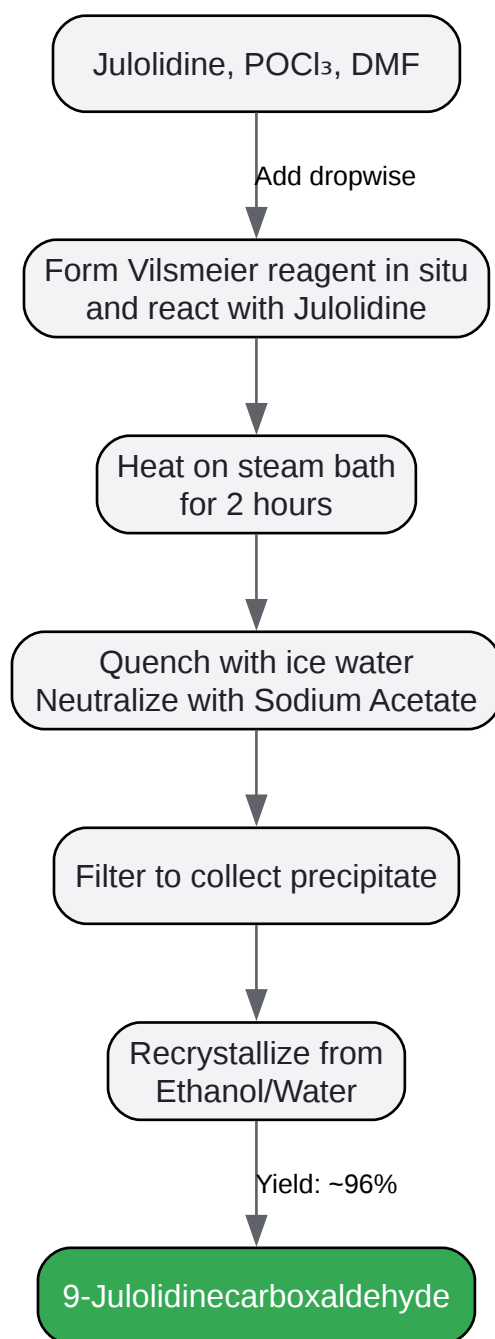 Julolidine, POCl₃, DMF
Add dropwise
Form Vilsmeier reagent in situ
and react with Julolidine
Heat on steam bath
for 2 hours
Quench with ice water
Neutralize with Sodium Acetate
Filter to collect precipitate
Recrystallize from
Ethanol/Water
Yield: ~96%
9-Julolidinecarboxaldehyde